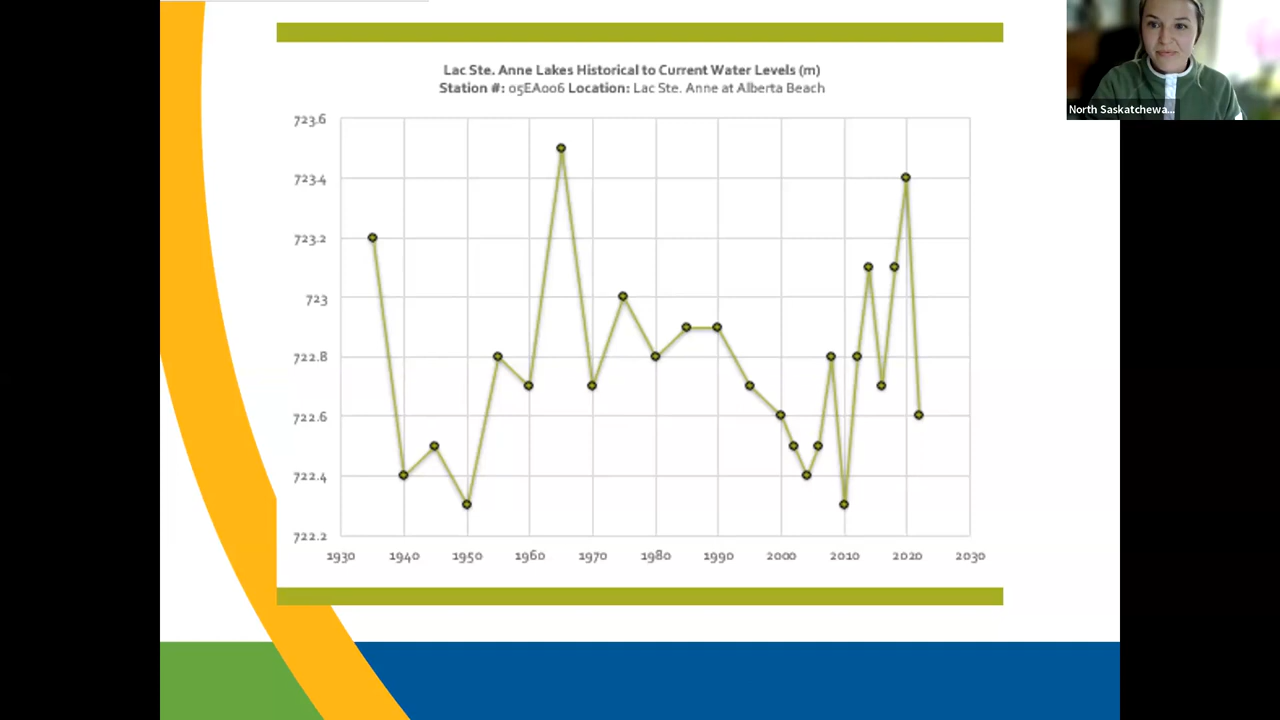 Lac Ste. Anne Lakes Historical to Current Water Levels (m)
Station #: 05EA006 Location: Lac Ste. Anne at Alberta Beach
North Saskatchewa...
723.6
723.4
723.2
723
722.8
722.6
722.4
722.2
1930 1940 1950 1960 1970 1980 1990 2000 2010 2020 2030